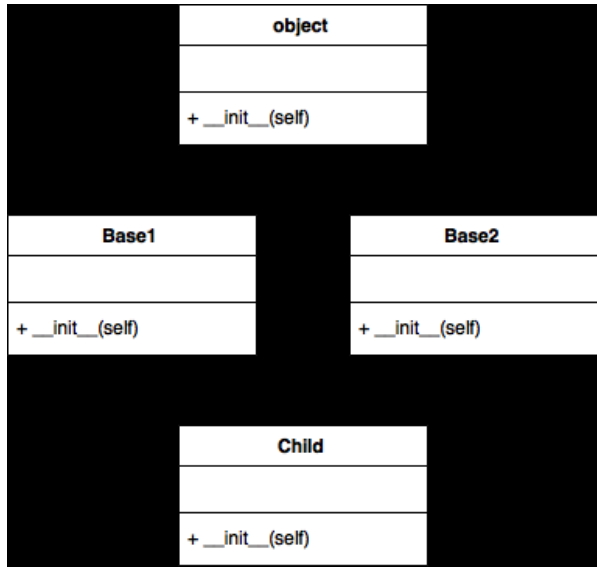 object
+ __init__(self)
Base1
Base2
+ __init__(self)
+ __init__(self)
Child
+ __init__(self)